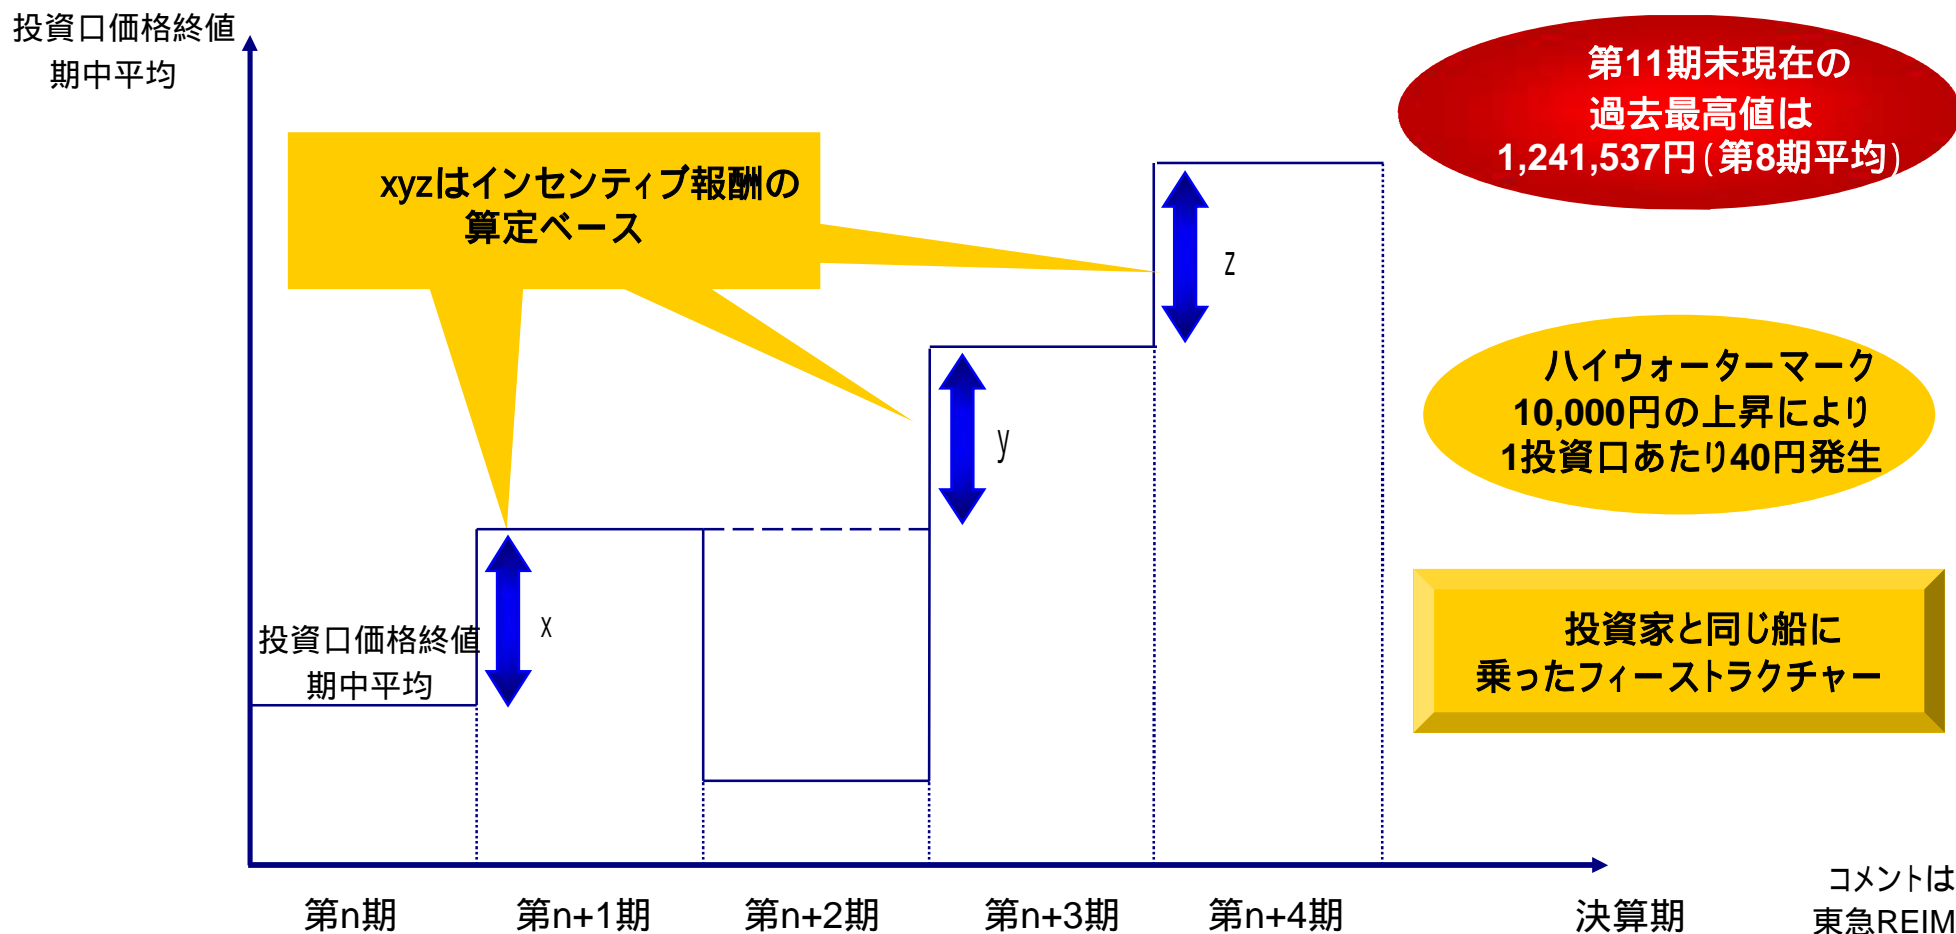 投資口価格終値
期中平均
第11期末現在の
過去最高値は
1,241,537円(第8期平均)
xyzはインセンティブ報酬の
算定ベース
z
ハイウォーターマーク
10,000円の上昇により
1投資口あたり40円発生
y
x
投資口価格終値
期中平均
投資家と同じ船に
乗ったフィーストラクチャー
第n期
第n+1期
第n+2期
第n+3期
第n+4期
決算期
コメントは
東急REIM